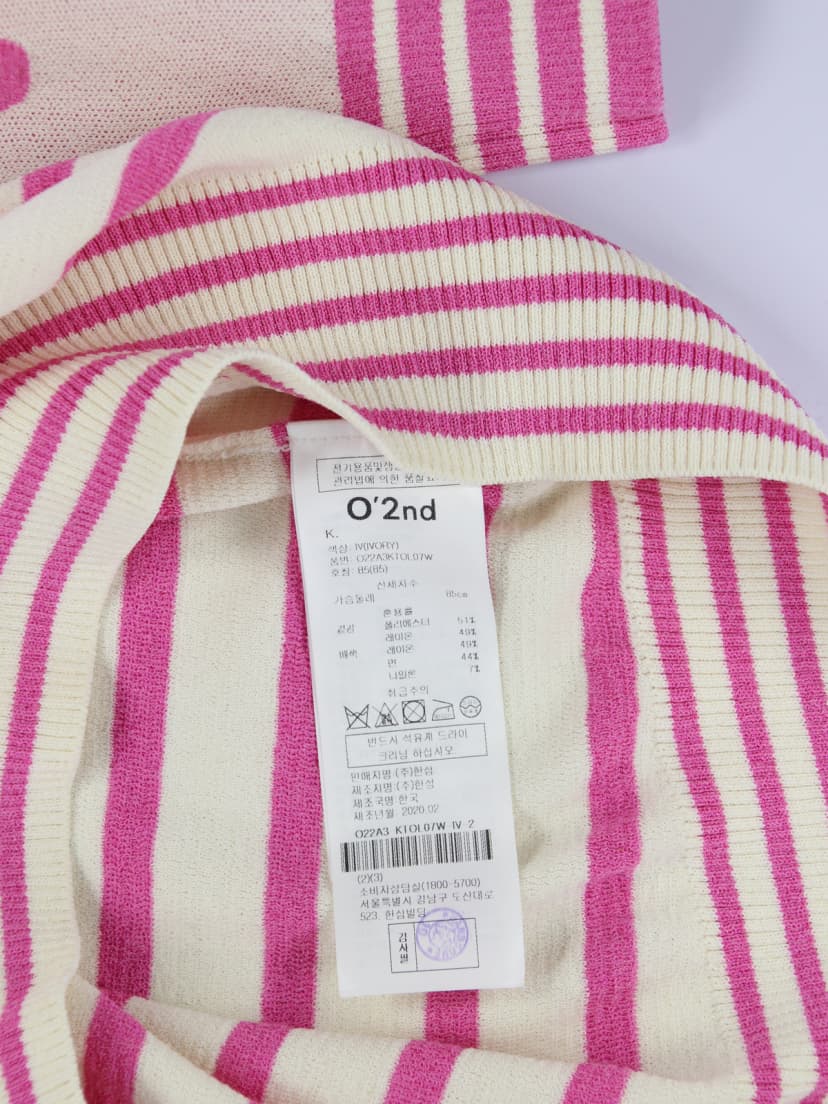 전기용품및생
관리법에 의한 품질표
O'2nd
K.
색상: IV(IVORY)
품번: O22A3KTOL07W
호칭: 85(85)
신체치수
가슴둘레 85cm
혼용률
겉감 폴리에스터 51%
레이온 49%
배색 레이온 49%
면 44%
나일론 7%
취급주의
반드시 석유계 드라이
크리닝 하십시오
판매자명:(주)한섬
제조자명:(주)한섬
제조국명:한국
제조년월:2020.02
O22A3 KTOL07W-IV-2
(2)(3)
소비자상담실(1800-5700)
서울특별시 강남구 도산대로
523. 한섬빌딩
검사필